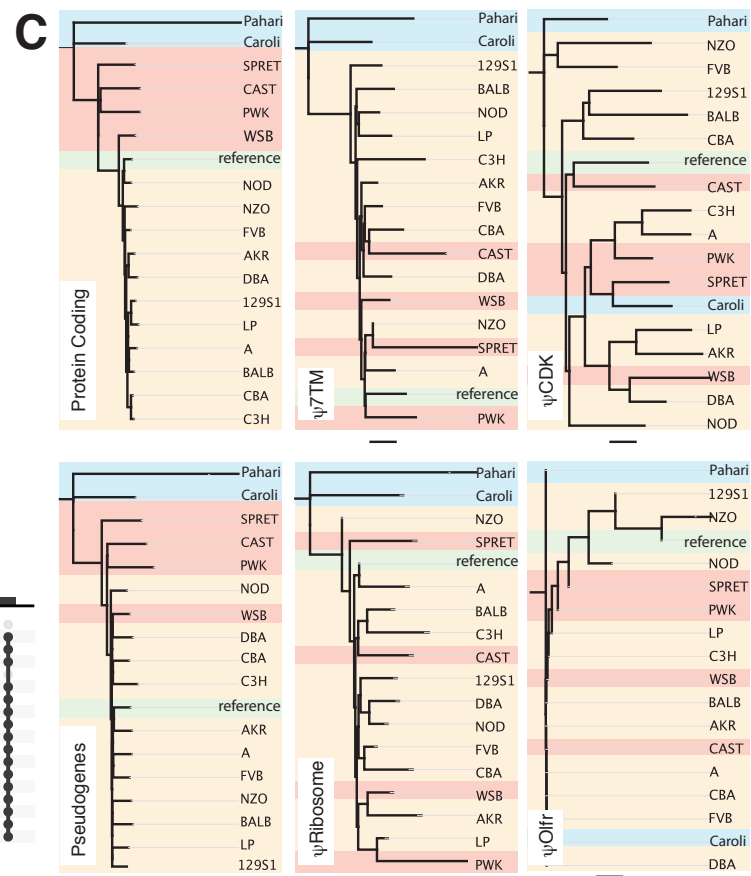 C
Pahari
Caroli
SPRET
CAST
PWK
WSB
reference
NOD
NZO
FVB
AKR
DBA
129S1
LP
A
BALB
CBA
C3H
Protein Coding
Pahari
Caroli
129S1
BALB
NOD
LP
C3H
AKR
FVB
CBA
CAST
DBA
WSB
NZO
SPRET
A
reference
PWK
ψ7TM
Pahari
NZO
FVB
129S1
BALB
CBA
reference
CAST
C3H
A
PWK
SPRET
Caroli
LP
AKR
WSB
DBA
NOD
ψCDK
Pahari
Caroli
SPRET
CAST
PWK
NOD
WSB
DBA
CBA
C3H
reference
AKR
A
FVB
NZO
BALB
LP
129S1
Pseudogenes
Pahari
Caroli
NZO
SPRET
reference
A
BALB
C3H
CAST
129S1
DBA
NOD
FVB
CBA
WSB
AKR
LP
PWK
ψRibosome
Pahari
129S1
NZO
reference
NOD
SPRET
PWK
LP
C3H
WSB
BALB
AKR
CAST
A
CBA
FVB
Caroli
DBA
ψOlfr